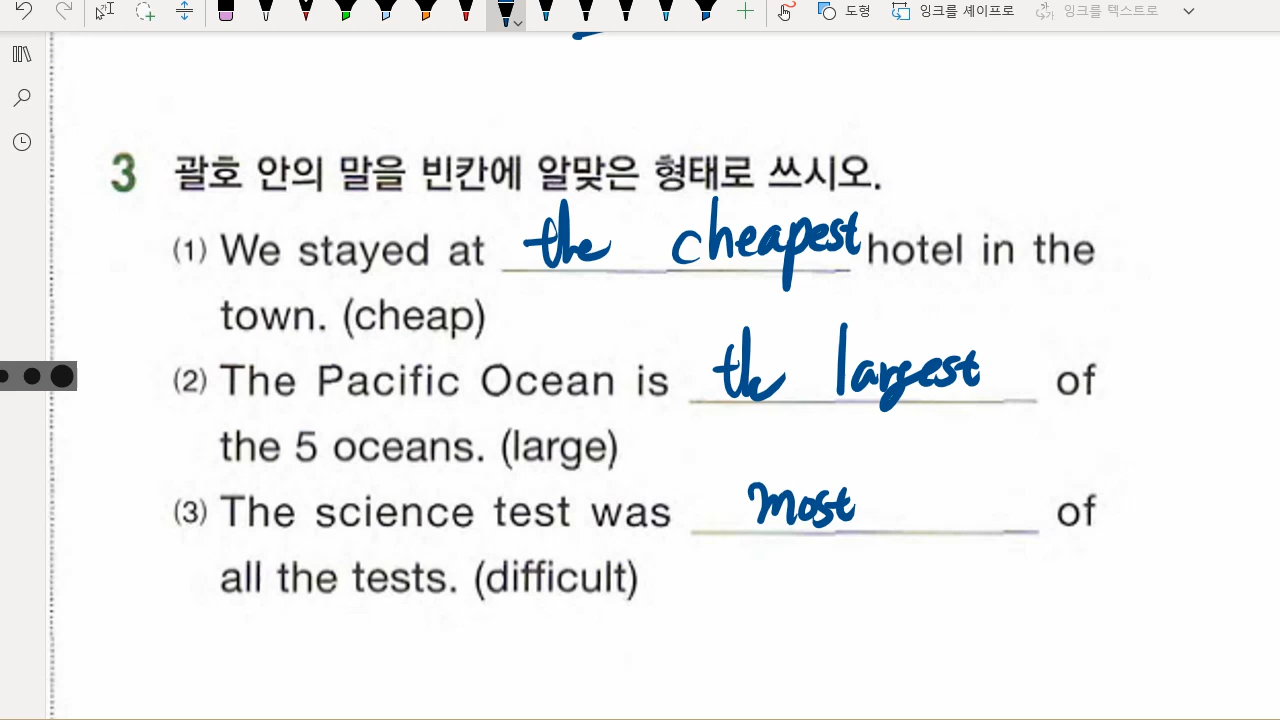 도형 잉크를 셰이프로 잉크를 텍스트로
3 괄호 안의 말을 빈칸에 알맞은 형태로 쓰시오.
(1) We stayed at the cheapest hotel in the
town. (cheap)
(2) The Pacific Ocean is the largest of
the 5 oceans. (large)
(3) The science test was most of
all the tests. (difficult)